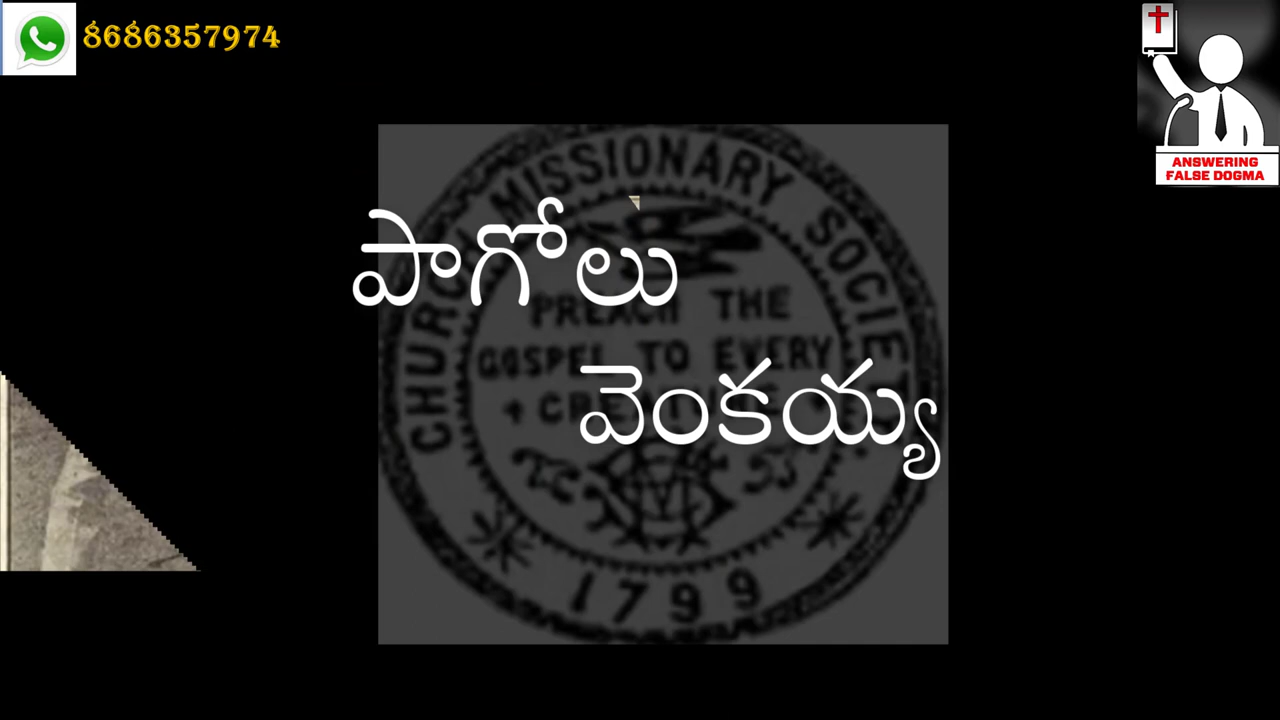 8686357974
ANSWERING
FALSE DOGMA
CHURCH MISSIONARY SOCIETY
పాగోలు
PREACH THE
GOSPEL TO EVERY
CREATURE
వెంకయ్య
1799